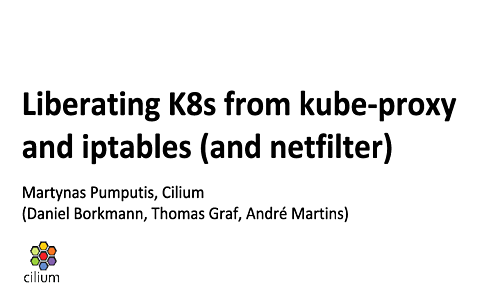 Liberating K8s from kube-proxy
and iptables (and netfilter)
Martynas Pumputis, Cilium
(Daniel Borkmann, Thomas Graf, André Martins)
cilium